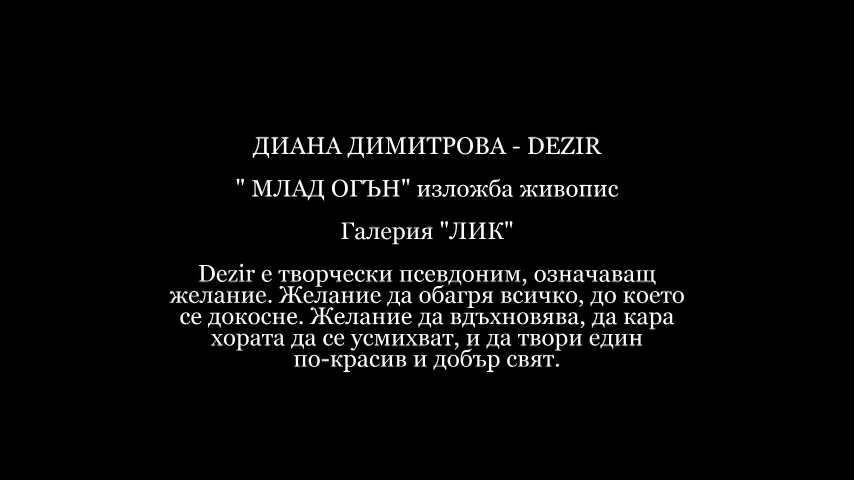 ДИАНА ДИМИТРОВА - DEZIR
" МЛАД ОГЪН" изложба живопис
Галерия "ЛИК"
Dezir е творчески псевдоним, означаващ
желание. Желание да обагря всичко, до което
се докосне. Желание да вдъхновява, да кара
хората да се усмихват, и да твори един
по-красив и добър свят.